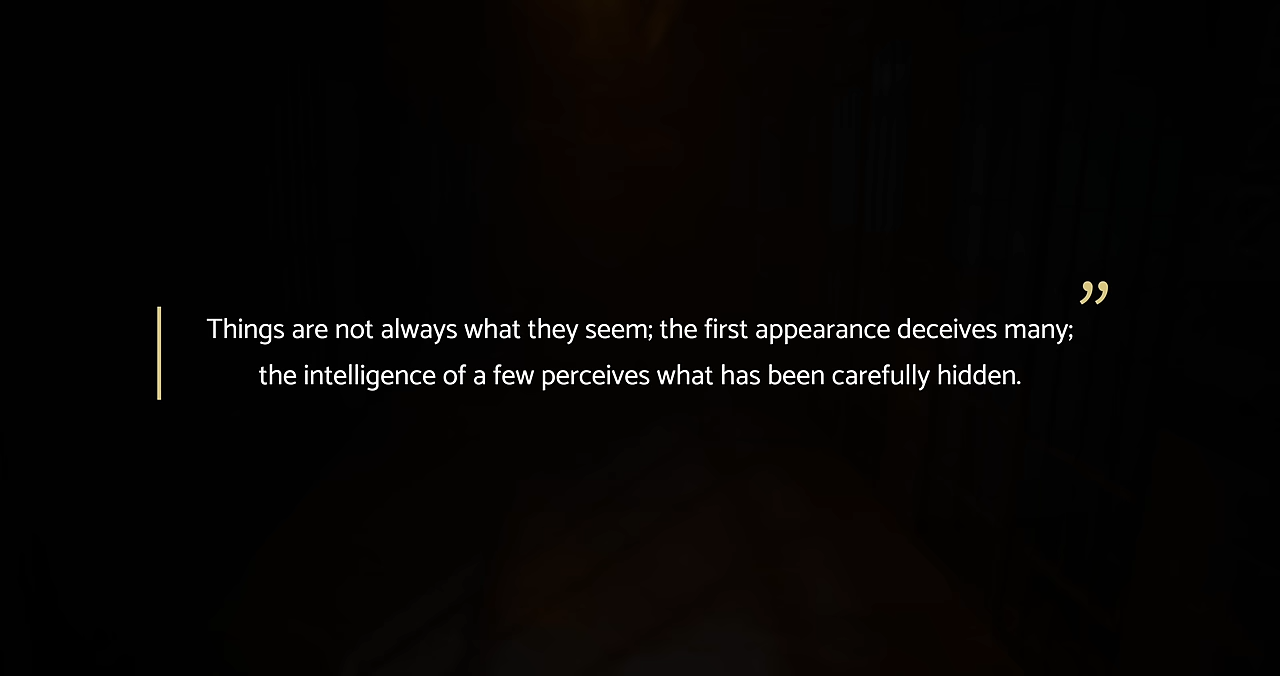 ”
Things are not always what they seem; the first appearance deceives many;
the intelligence of a few perceives what has been carefully hidden.